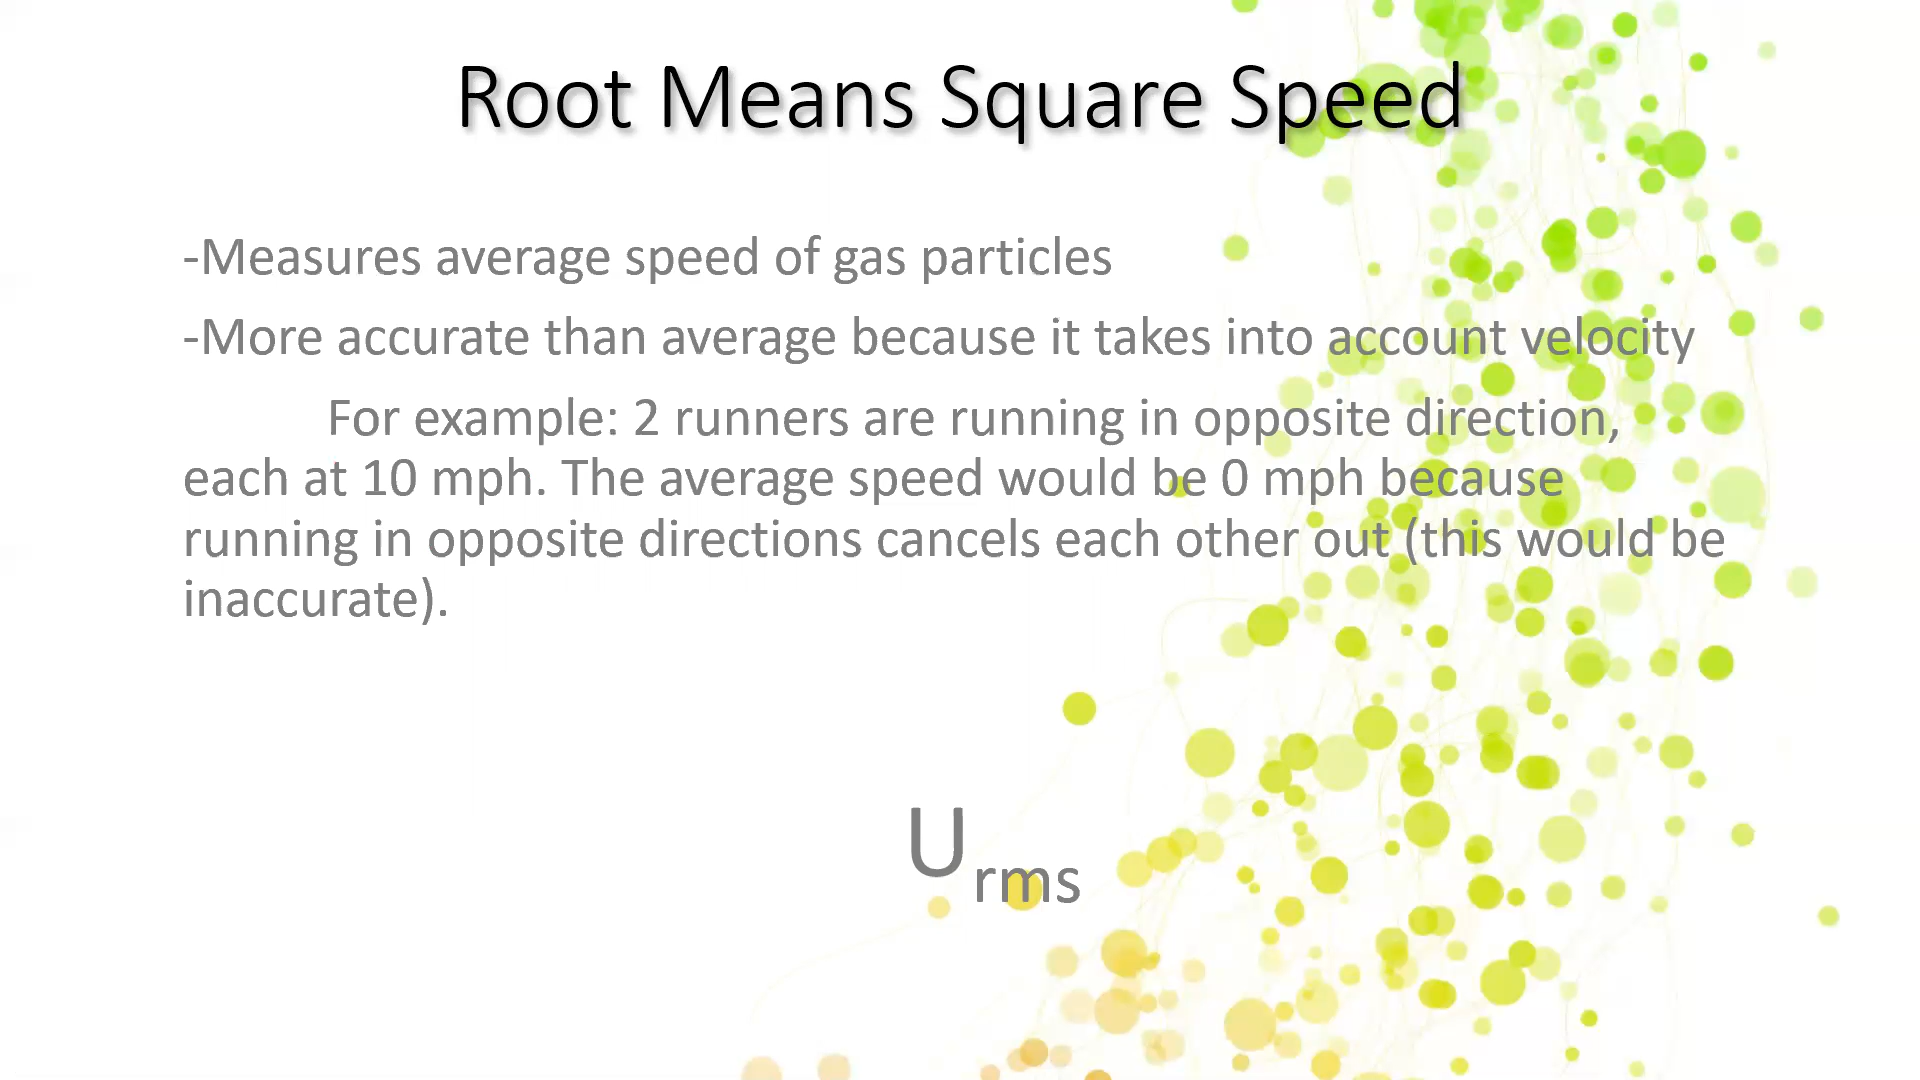 Root Means Square Speed
-Measures average speed of gas particles
-More accurate than average because it takes into account velocity
For example: 2 runners are running in opposite direction,
each at 10 mph. The average speed would be 0 mph because
running in opposite directions cancels each other out (this would be
inaccurate).
Urms